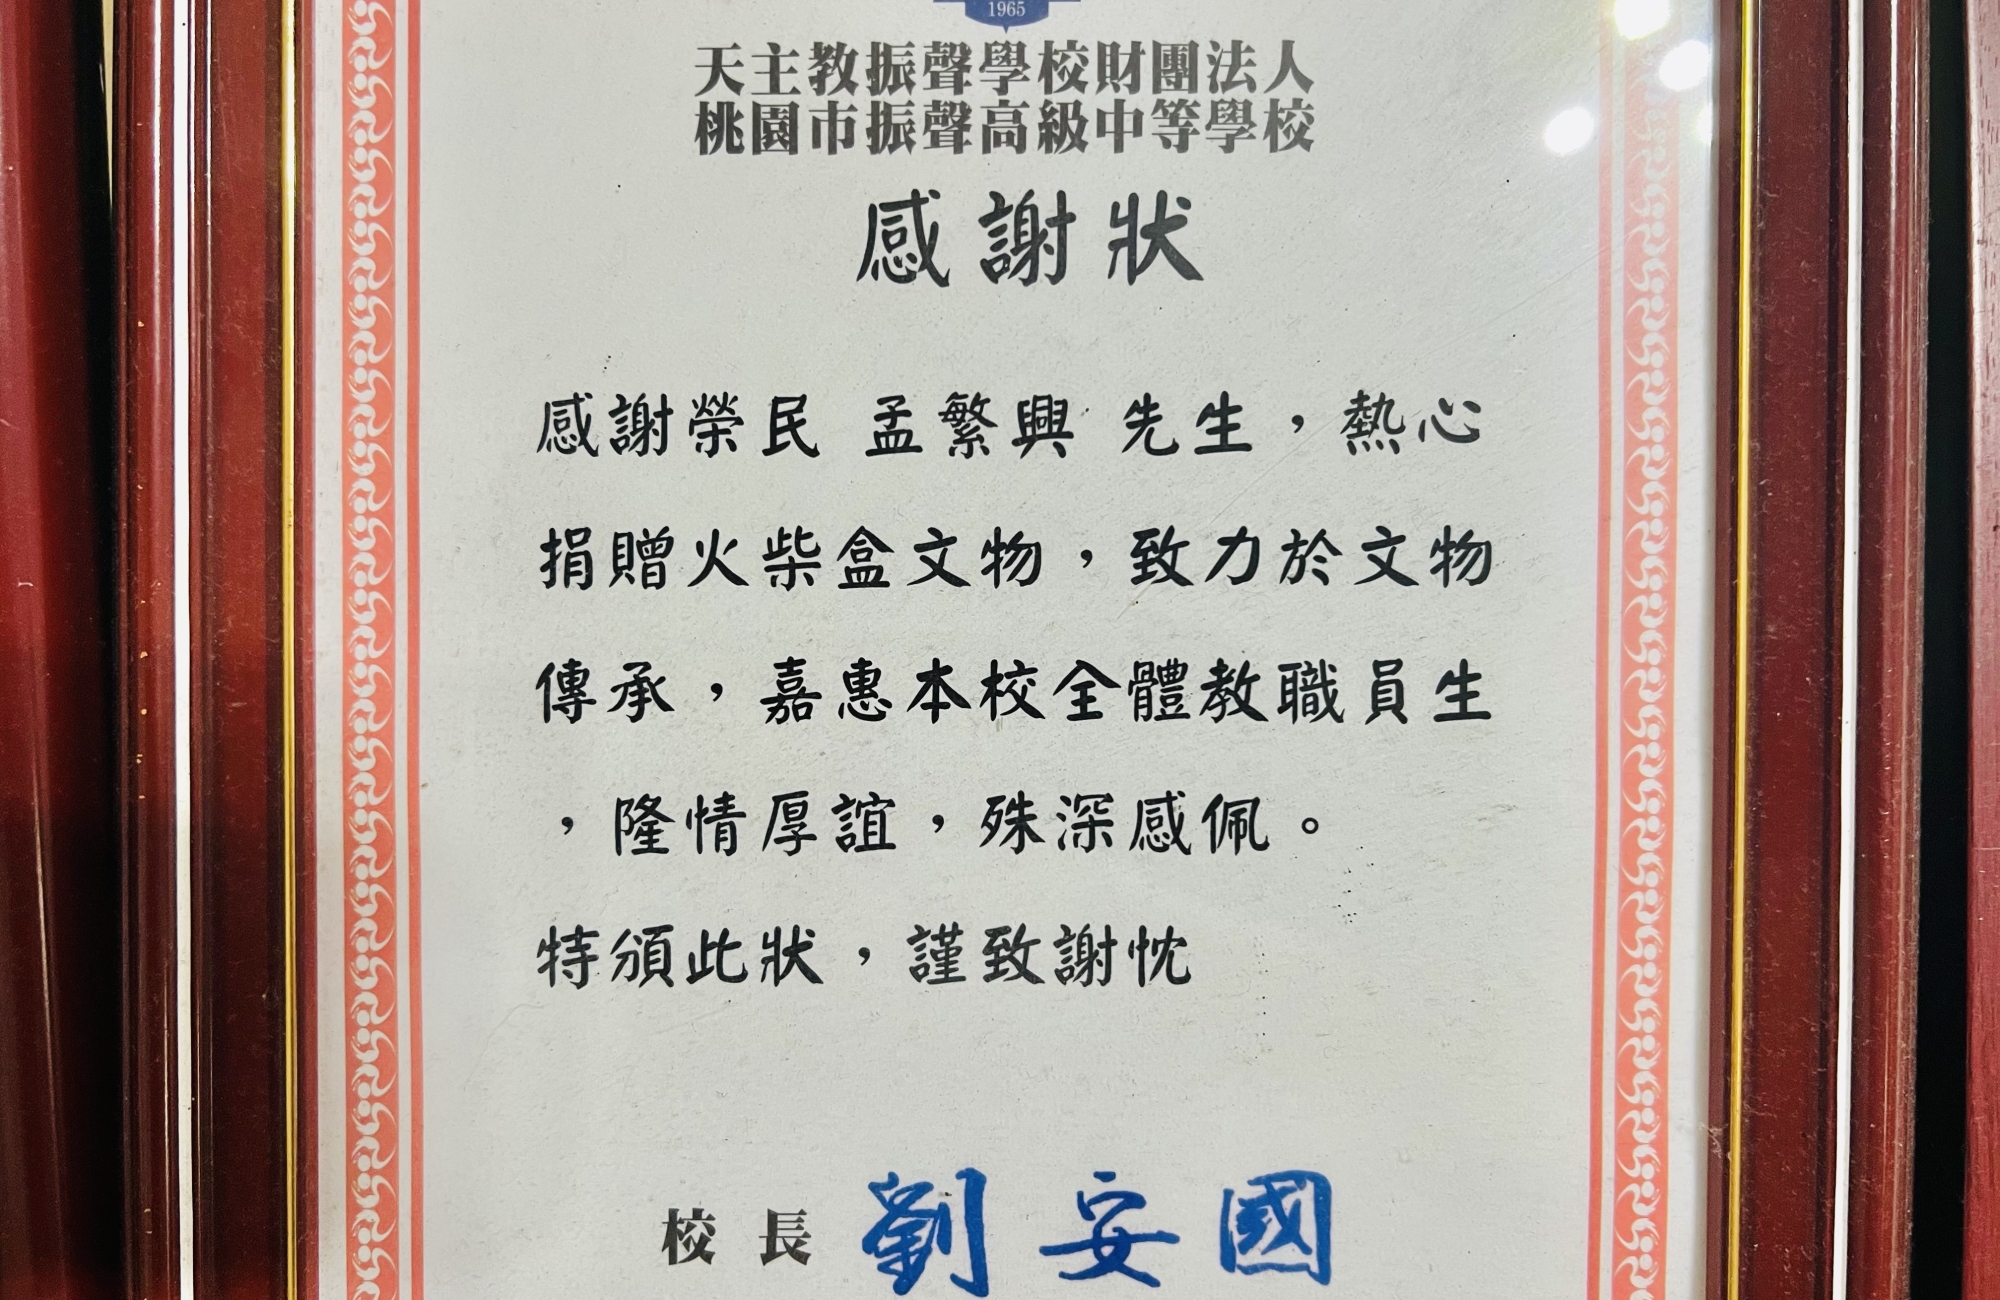 1965
天主教振聲學校財團法人
桃園市振聲高級中等學校
感謝狀
感謝榮民 孟繁興 先生，熱心
捐贈火柴盒文物，致力於文物
傳承，嘉惠本校全體教職員生
，隆情厚誼，殊深感佩。
特頒此狀，謹致謝忱
校長 劉安國